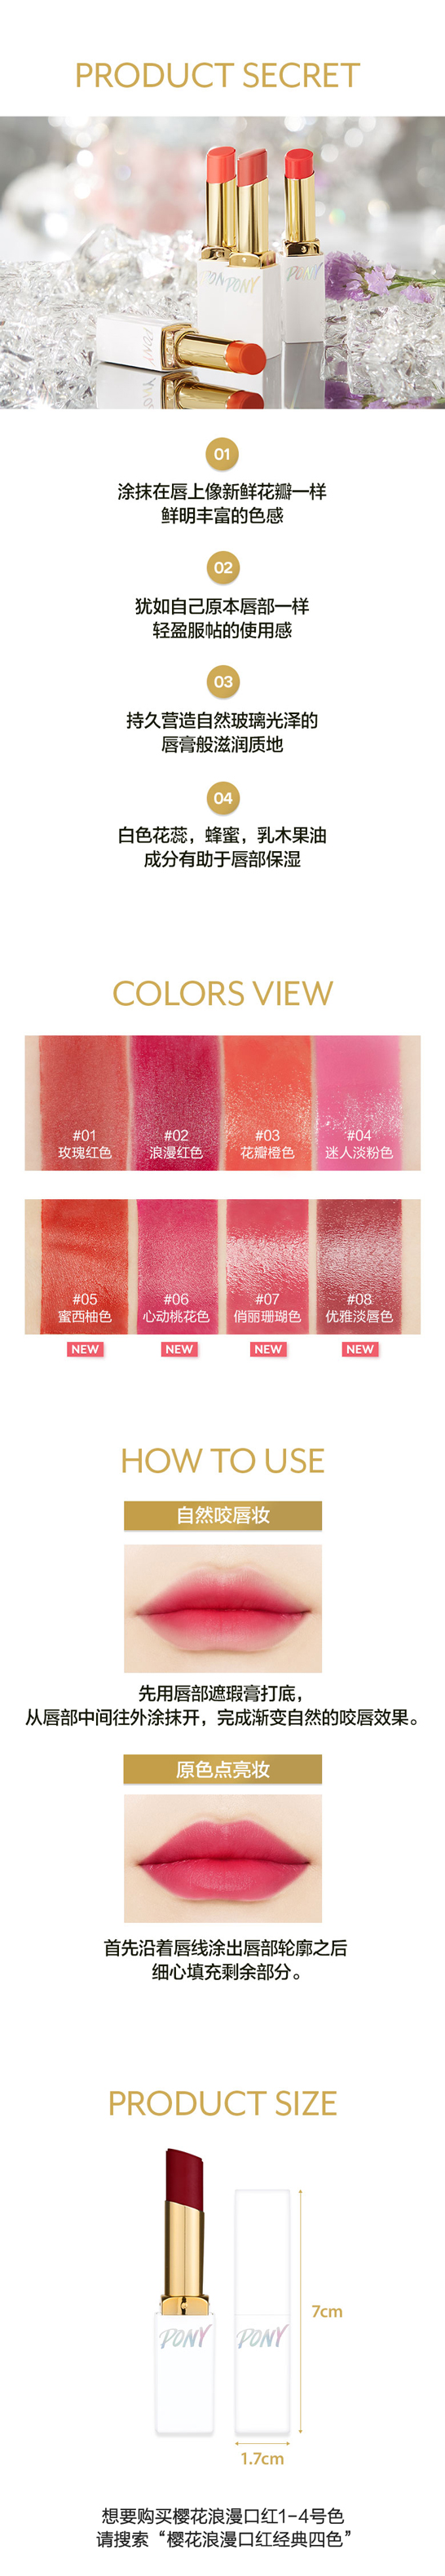 PRODUCT SECRET
PONY
PONY
01
涂抹在唇上像新鲜花瓣一样
鲜明丰富的色感
02
犹如自己原本唇部一样
轻盈服帖的使用感
03
持久营造自然玻璃光泽的
唇膏般滋润质地
04
白色花蕊，蜂蜜，乳木果油
成分有助于唇部保湿
COLORS VIEW
#01 #02 #03 #04
玫瑰红色 浪漫红色 花瓣橙色 迷人淡粉色
#05 #06 #07 #08
蜜西柚色 心动桃花色 俏丽珊瑚色 优雅淡唇色
NEW NEW NEW NEW
HOW TO USE
自然咬唇妆
先用唇部遮瑕膏打底，
从唇部中间往外涂抹开，完成渐变自然的咬唇效果。
原色点亮妆
首先沿着唇线涂出唇部轮廓之后
细心填充剩余部分。
PRODUCT SIZE
7cm
PONY PONY
1.7cm
想要购买樱花浪漫口红1-4号色
请搜索“樱花浪漫口红经典四色”